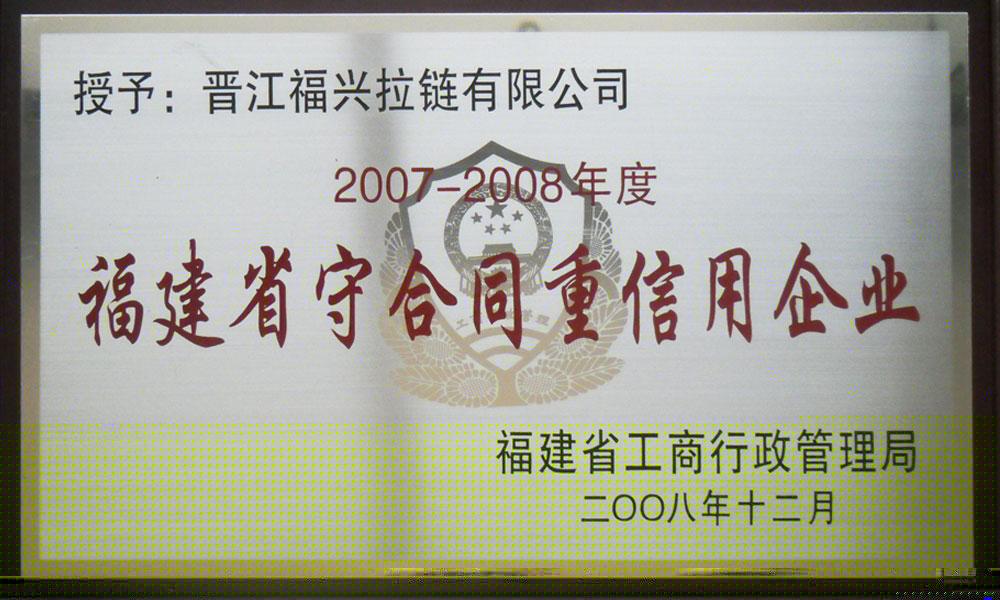 授予：晋江福兴拉链有限公司
2007-2008年度
福建省守合同重信用企业
福建省工商行政管理局
二〇〇八年十二月